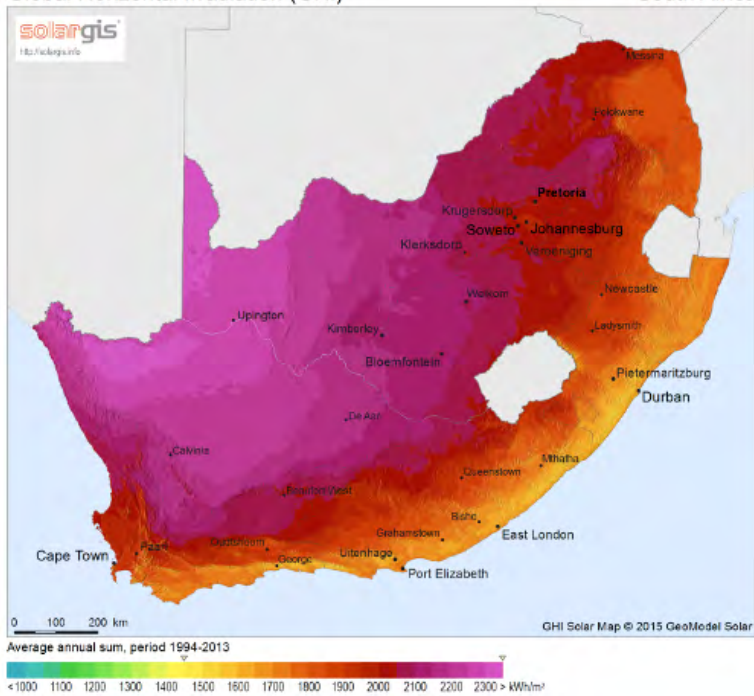 solargis
http://solargis.info
Messina
Polokwane
Pretoria
Krugersdorp
Soweto
Johannesburg
Klerksdorp
Vereeniging
Welkom
Newcastle
Upington
Kimberley
Ladysmith
Bloemfontein
Pietermaritzburg
Durban
De Aar
Calvinia
Queenstown
Mthatha
Beaufort West
Bisho
East London
Grahamstown
Cape Town
Paarl
Oudtshoorn
George
Uitenhage
Port Elizabeth
0 100 200 km
GHI Solar Map © 2015 GeoModel Solar
Average annual sum, period 1994-2013
<1000 1100 1200 1300 1400 1500 1600 1700 1800 1900 2000 2100 2200 2300 > kWh/m²